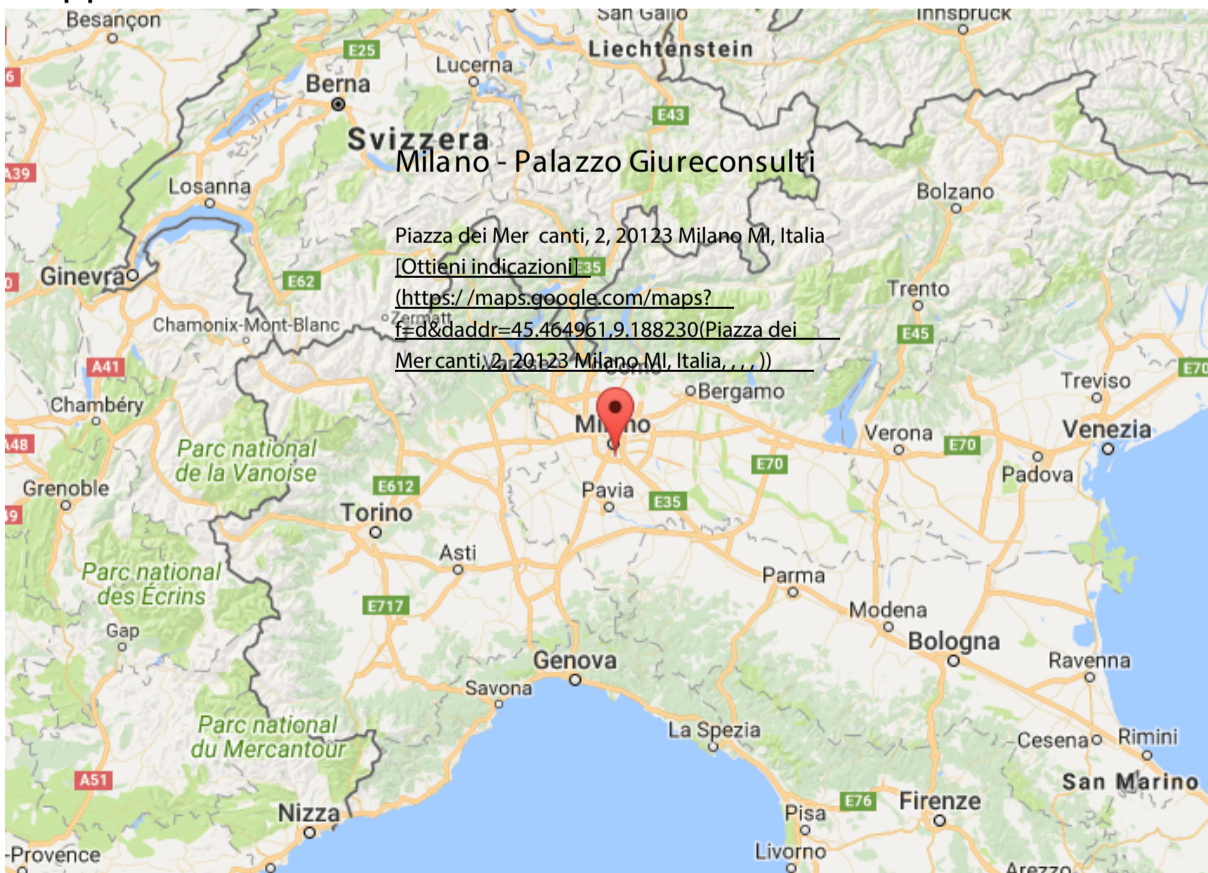 Besançon
San Gallo
Innsbruck
E25
Liechtenstein
Lucerna
Berna
E43
Svizzera
Milano - Palazzo Giureconsulti
A39
Losanna
Bolzano
Piazza dei Mer canti, 2, 20123 Milano MI, Italia
[Ottieni indicazioni]
E35
Ginevra
E62
(https:/ /maps.google.com/maps?
Trento
Chamonix-Mont-Blanc
Zermatt
f=d&daddr=45.464961,9.188230(Piazza dei
E45
Mer canti, 2, 20123 Milano MI, Italia, , , , ))
Varese
Como
A41
E70
Treviso
Bergamo
Chambéry
Milano
Verona
E70
Venezia
A48
Parc national
de la Vanoise
E70
Padova
Grenoble
E612
Pavia
E35
Torino
Asti
Parc national
des Écrins
Parma
E717
Modena
Gap
Bologna
Genova
Ravenna
Savona
Parc national
du Mercantour
La Spezia
Cesena
Rimini
A51
San Marino
Nizza
Pisa
E76
Firenze
-Provence
Livorno
Arezzo